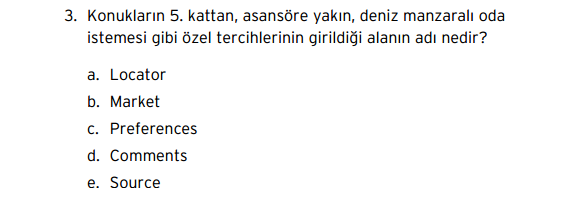 3. Konukların 5. kattan, asansöre yakın, deniz manzaralı oda
istemesi gibi özel tercihlerinin girildiği alanın adı nedir?
a. Locator
b. Market
c. Preferences
d. Comments
e. Source